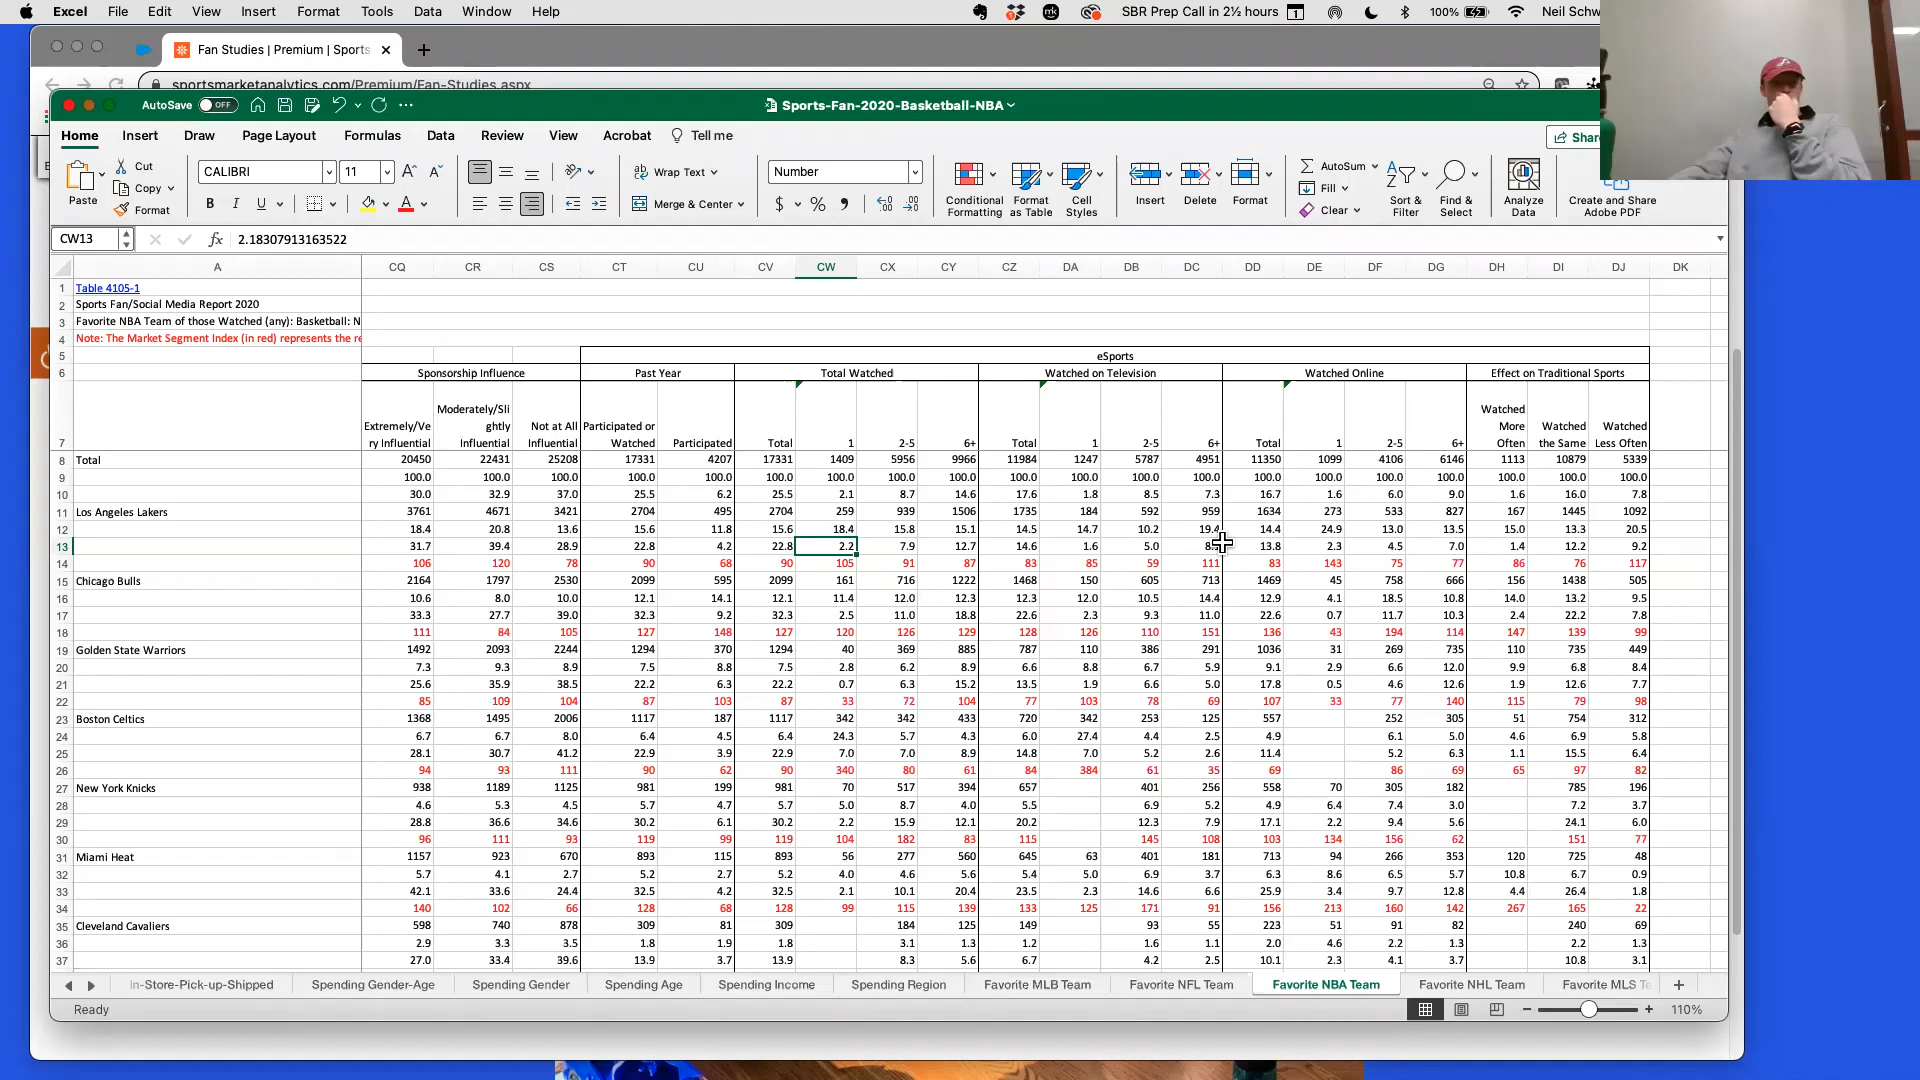 Excel File Edit View Insert Format Tools Data Window Help SBR Prep Call in 2½ hours 1 100% Neil Schw
Fan Studies | Premium | Sports
sportsmarketanalytics.com/Premium/Fan-Studies.aspx
AutoSave OFF Sports-Fan-2020-Basketball-NBA
Home Insert Draw Page Layout Formulas Data Review View Acrobat Tell me Share
Paste Cut Copy Format CALIBRI 11 Wrap Text Merge & Center Number
Conditional Formatting Format as Table Cell Styles Insert Delete Format AutoSum Fill Clear Sort & Filter Find & Select Analyze Data Create and Share Adobe PDF
CW13 fx 2.18307913163522
A CQ CR CS CT CU CV CW CX CY CZ DA DB DC DD DE DF DG DH DI DJ DK
1 Table 4105-1
2 Sports Fan/Social Media Report 2020
3 Favorite NBA Team of those Watched (any): Basketball: N
4 Note: The Market Segment Index (in red) represents the re
5 eSports
6 Sponsorship Influence Past Year Total Watched Watched on Television Watched Online Effect on Traditional Sports
7 Extremely/Very Influential Moderately/Slightly Influential Not at All Influential Participated or Watched Participated Total 1 2-5 6+ Total 1 2-5 6+ Total 1 2-5 6+ Watched More Often Watched the Same Watched Less Often
8 Total 20450 22431 25208 17331 4207 17331 1409 5956 9966 11984 1247 5787 4951 11350 1099 4106 6146 1113 10879 5339
9 100.0 100.0 100.0 100.0 100.0 100.0 100.0 100.0 100.0 100.0 100.0 100.0 100.0 100.0 100.0 100.0 100.0 100.0 100.0 100.0
10 30.0 32.9 37.0 25.5 6.2 25.5 2.1 8.7 14.6 17.6 1.8 8.5 7.3 16.7 1.6 6.0 9.0 1.6 16.0 7.8
11 Los Angeles Lakers 3761 4671 3421 2704 495 2704 259 939 1506 1735 184 592 959 1634 273 533 827 167 1445 1092
12 18.4 20.8 13.6 15.6 11.8 15.6 18.4 15.8 15.1 14.5 14.7 10.2 19.4 14.4 24.9 13.0 13.5 15.0 13.3 20.5
13 31.7 39.4 28.9 22.8 4.2 22.8 2.2 7.9 12.7 14.6 1.6 5.0 13.8 2.3 4.5 7.0 1.4 12.2 9.2
14 106 120 78 90 68 90 105 91 87 83 85 59 111 83 143 75 77 86 76 117
15 Chicago Bulls 2164 1797 2530 2099 595 2099 161 716 1222 1468 150 605 713 1469 45 758 666 156 1438 505
16 10.6 8.0 10.0 12.1 14.1 12.1 11.4 12.0 12.3 12.3 12.0 10.5 14.4 12.9 4.1 18.5 10.8 14.0 13.2 9.5
17 33.3 27.7 39.0 32.3 9.2 32.3 2.5 11.0 18.8 22.6 2.3 9.3 11.0 22.6 0.7 11.7 10.3 2.4 22.2 7.8
18 111 84 105 127 148 127 120 126 129 128 126 110 151 136 43 194 114 147 139 99
19 Golden State Warriors 1492 2093 2244 1294 370 1294 40 369 885 787 110 386 291 1036 31 269 735 110 735 449
20 7.3 9.3 8.9 7.5 8.8 7.5 2.8 6.2 8.9 6.6 8.8 6.7 5.9 9.1 2.9 6.6 12.0 9.9 6.8 8.4
21 25.6 35.9 38.5 22.2 6.3 22.2 0.7 6.3 15.2 13.5 1.9 6.6 5.0 17.8 0.5 4.6 12.6 1.9 12.6 7.7
22 85 109 104 87 103 87 33 72 104 77 103 78 69 107 33 77 140 115 79 98
23 Boston Celtics 1368 1495 2006 1117 187 1117 342 342 433 720 342 253 125 557 252 305 51 754 312
24 6.7 6.7 8.0 6.4 4.5 6.4 24.3 5.7 4.3 6.0 27.4 4.4 2.5 4.9 6.1 5.0 4.6 6.9 5.8
25 28.1 30.7 41.2 22.9 3.9 22.9 7.0 7.0 8.9 14.8 7.0 5.2 2.6 11.4 5.2 6.3 1.1 15.5 6.4
26 94 93 111 90 62 90 340 80 61 84 384 61 35 69 86 69 65 97 82
27 New York Knicks 938 1189 1125 981 199 981 70 517 394 657 401 256 558 70 305 182 785 196
28 4.6 5.3 4.5 5.7 4.7 5.7 5.0 8.7 4.0 5.5 6.9 5.2 4.9 6.4 7.4 3.0 7.2 3.7
29 28.8 36.6 34.6 30.2 6.1 30.2 2.2 15.9 12.1 20.2 12.3 7.9 17.1 2.2 9.4 5.6 24.1 6.0
30 96 111 93 119 99 119 104 182 83 115 145 108 103 134 156 62 151 77
31 Miami Heat 1157 923 670 893 115 893 56 277 560 645 63 401 181 713 94 266 353 120 725 48
32 5.7 4.1 2.7 5.2 2.7 5.2 4.0 4.6 5.6 5.4 5.0 6.9 3.7 6.3 8.6 6.5 5.7 10.8 6.7 0.9
33 42.1 33.6 24.4 32.5 4.2 32.5 2.1 10.1 20.4 23.5 2.3 14.6 6.6 25.9 3.4 9.7 12.8 4.4 26.4 1.8
34 140 102 66 128 68 128 99 115 139 133 125 171 91 156 213 160 142 267 165 22
35 Cleveland Cavaliers 598 740 878 309 81 309 184 125 149 93 55 223 51 91 82 240 69
36 2.9 3.3 3.5 1.8 1.9 1.8 3.1 1.3 1.2 1.6 1.1 2.0 4.6 2.2 1.3 2.2 1.3
37 27.0 33.4 39.6 13.9 3.7 13.9 8.3 5.6 6.7 4.2 2.5 10.1 2.3 4.1 3.7 10.8 3.1
In-Store-Pick-up-Shipped Spending Gender-Age Spending Gender Spending Age Spending Income Spending Region Favorite MLB Team Favorite NFL Team Favorite NBA Team Favorite NHL Team Favorite MLS Te
Ready 110%